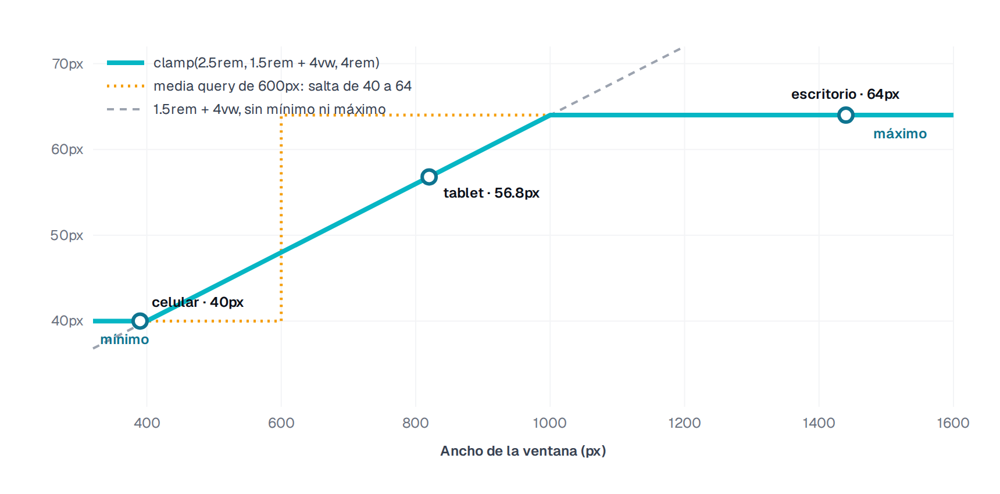 70px
clamp(2.5rem, 1.5rem + 4vw, 4rem)
media query de 600px: salta de 40 a 64
1.5rem + 4vw, sin mínimo ni máximo
escritorio · 64px
máximo
60px
tablet · 56.8px
50px
celular · 40px
40px
mínimo
400 600 800 1000 1200 1400 1600
Ancho de la ventana (px)